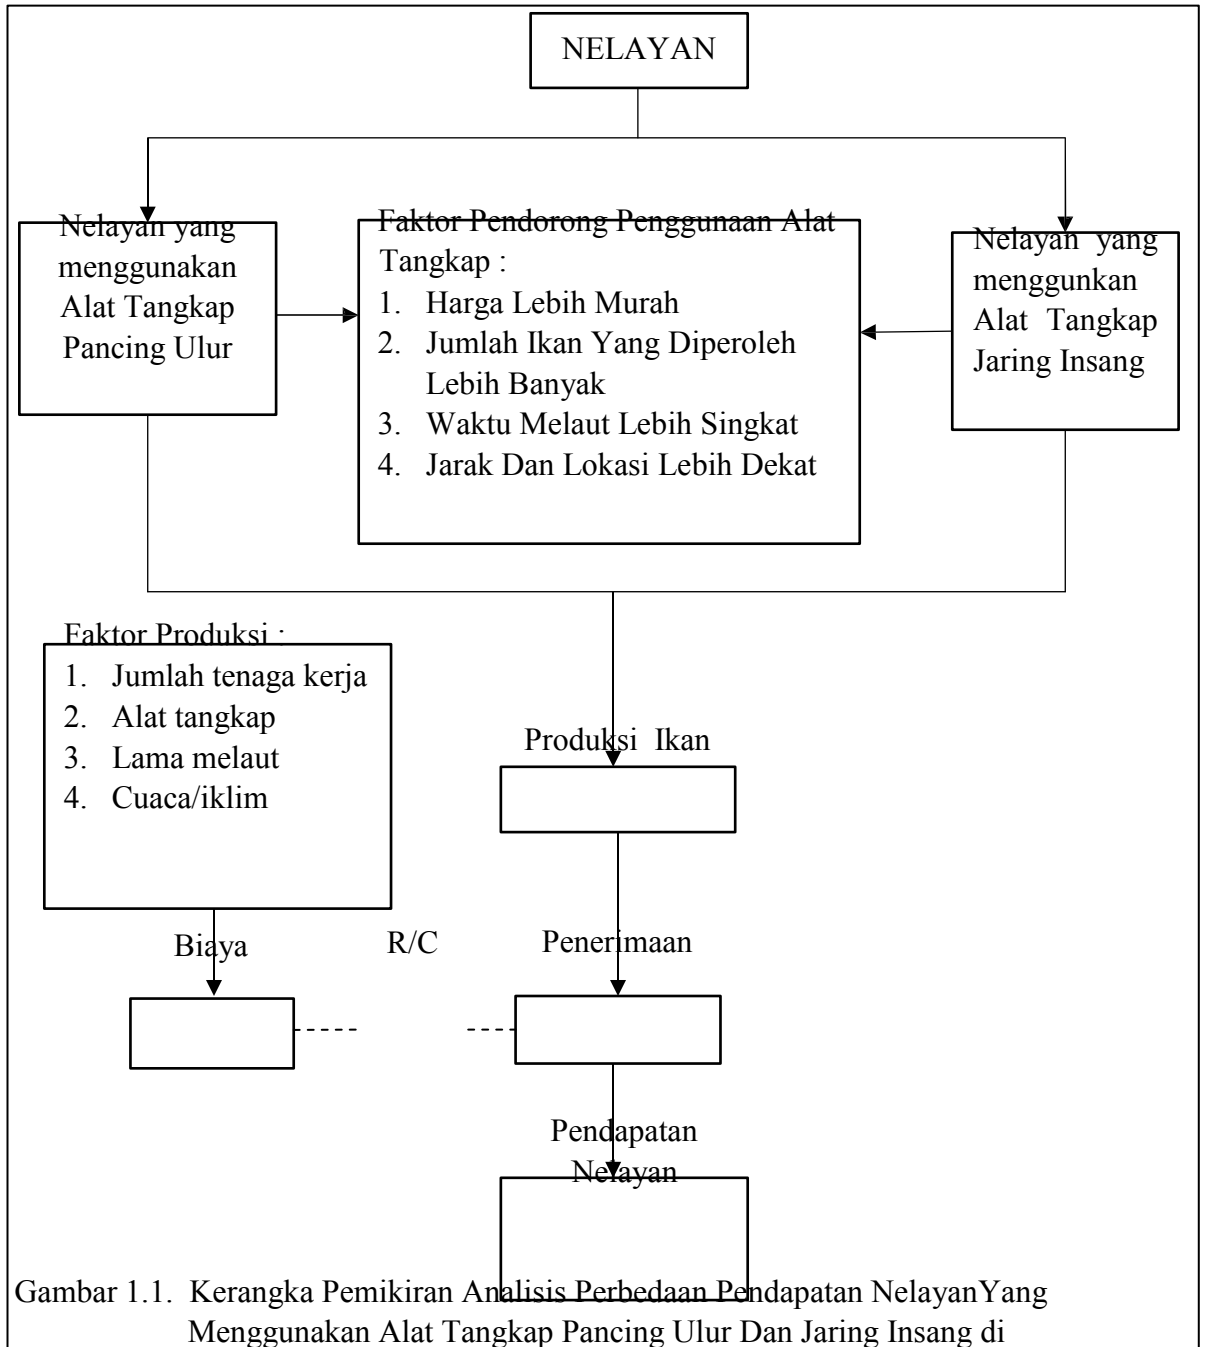 NELAYAN
Nelayan yang
menggunakan
Alat Tangkap
Pancing Ulur
Faktor Pendorong Penggunaan Alat
Tangkap :
1. Harga Lebih Murah
2. Jumlah Ikan Yang Diperoleh
Lebih Banyak
3. Waktu Melaut Lebih Singkat
4. Jarak Dan Lokasi Lebih Dekat
Nelayan yang
menggunkan
Alat Tangkap
Jaring Insang
Faktor Produksi :
1. Jumlah tenaga kerja
2. Alat tangkap
3. Lama melaut
4. Cuaca/iklim
Produksi Ikan
Biaya
R/C
Penerimaan
Pendapatan
Nelayan
Gambar 1.1. Kerangka Pemikiran Analisis Perbedaan Pendapatan NelayanYang
Menggunakan Alat Tangkap Pancing Ulur Dan Jaring Insang di